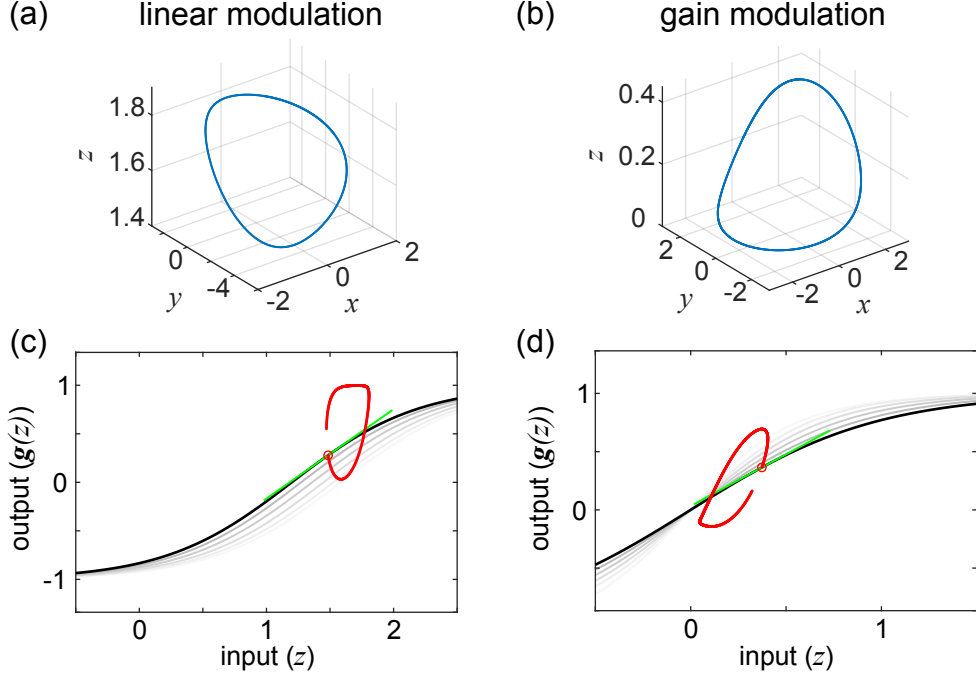 (a) linear modulation
(b) gain modulation
z
1.8
1.6
1.4
0
-4
y
-2
0
2
x
z
0.4
0.2
0
2
0
-2
y
-2
0
2
x
(c)
output (g(z))
1
0
-1
0
1
2
input (z)
(d)
output (g(z))
1
0
0
1
input (z)